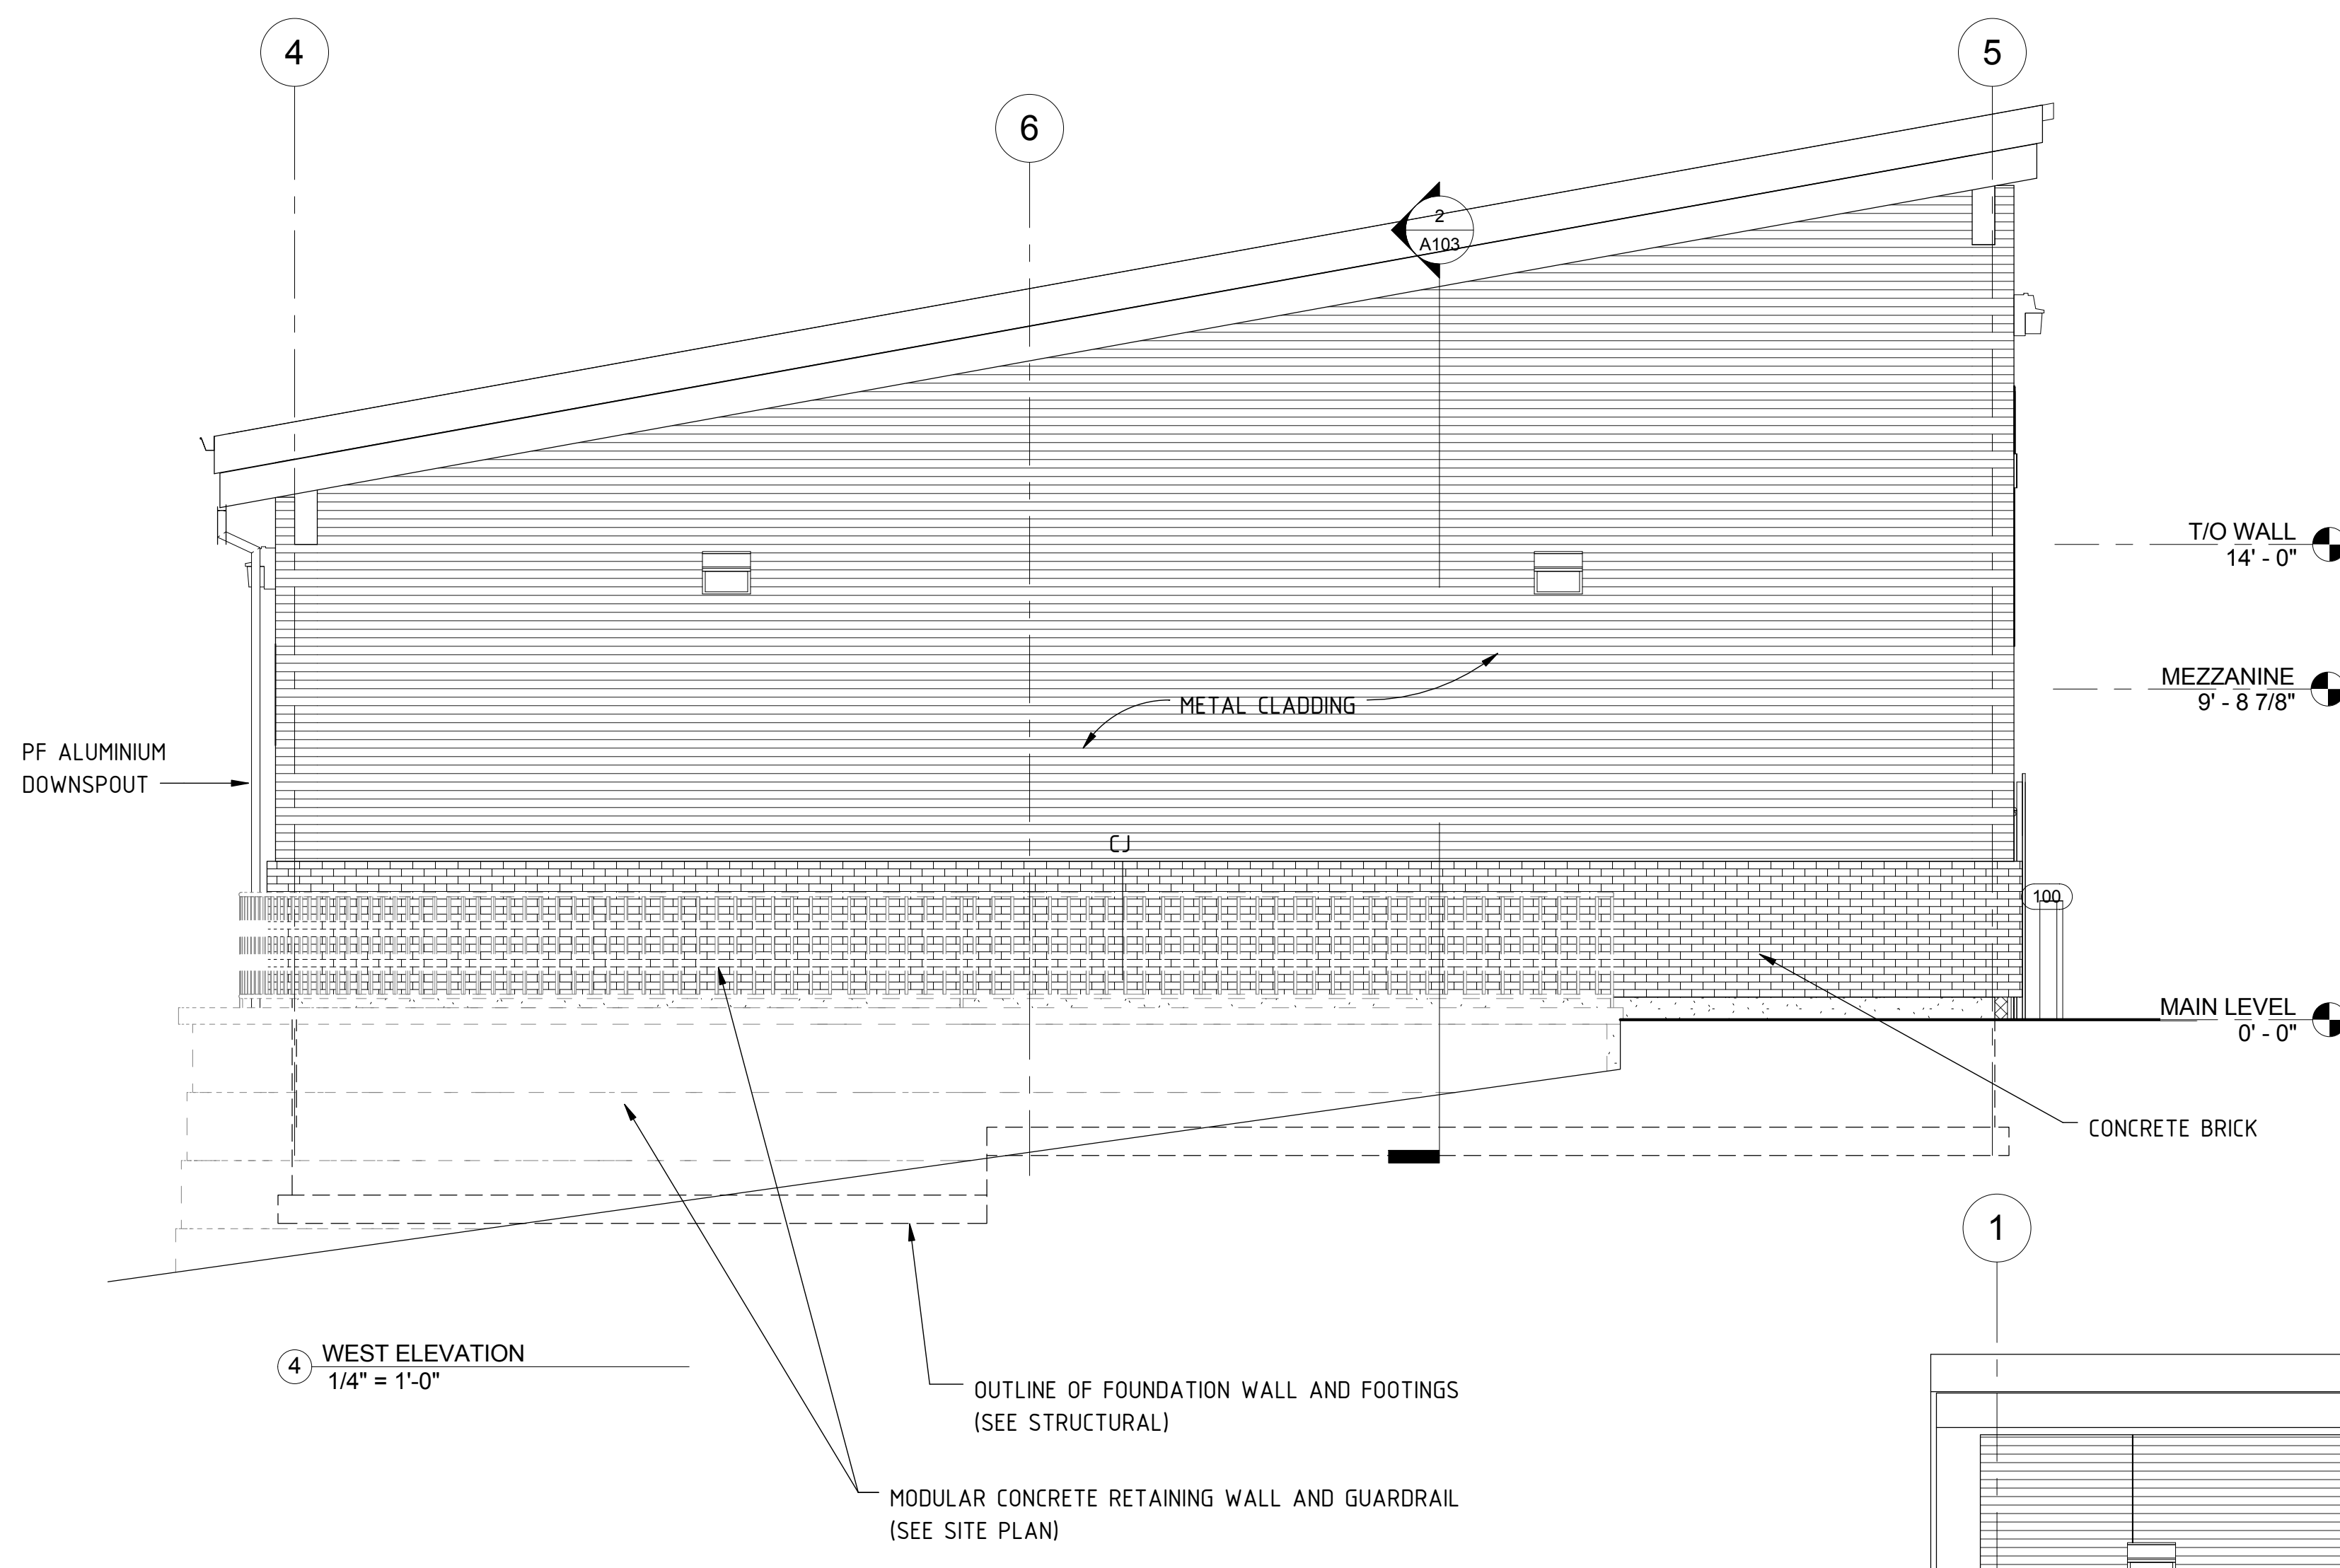 4
5
6
2
A103
T/O WALL
14' - 0"
MEZZANINE
9' - 8 7/8"
METAL CLADDING
PF ALUMINIUM
DOWNSPOUT
CJ
100
MAIN LEVEL
0' - 0"
CONCRETE BRICK
1
4
WEST ELEVATION
1/4" = 1'-0"
OUTLINE OF FOUNDATION WALL AND FOOTINGS
(SEE STRUCTURAL)
MODULAR CONCRETE RETAINING WALL AND GUARDRAIL
(SEE SITE PLAN)